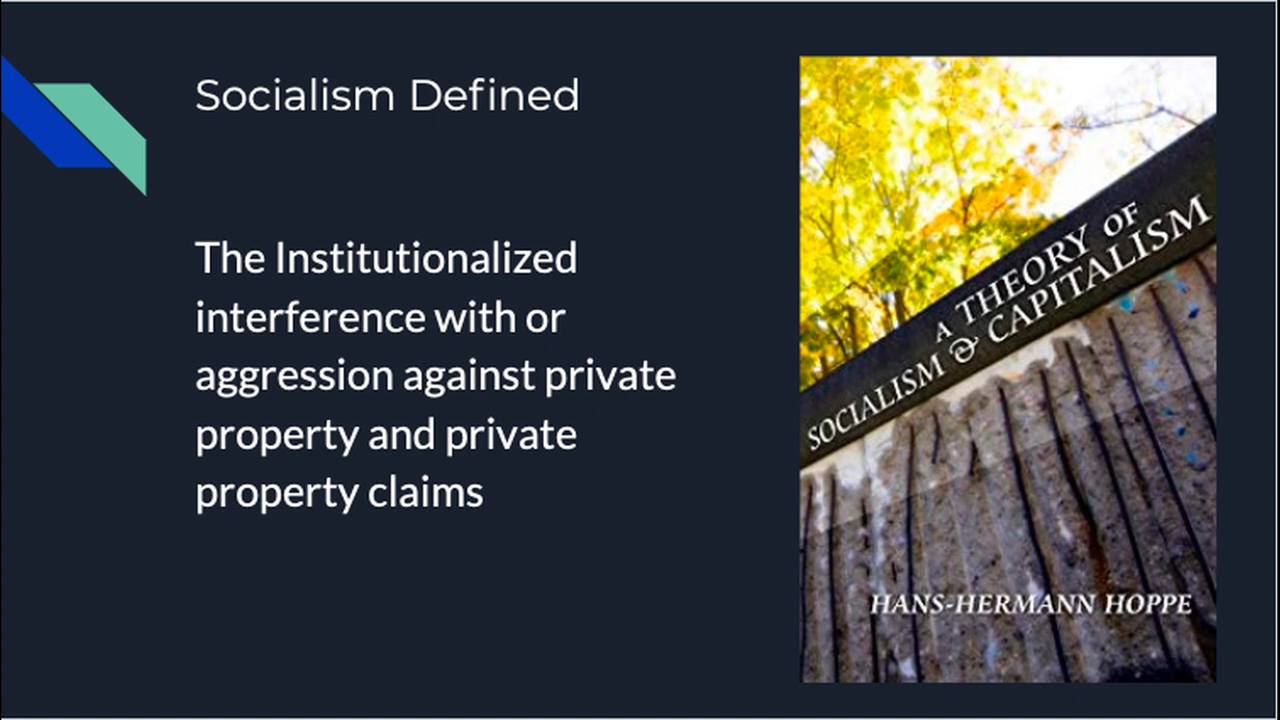 Socialism Defined
The Institutionalized
interference with or
aggression against private
property and private
property claims
A THEORY OF
SOCIALISM & CAPITALISM
HANS-HERMANN HOPPE